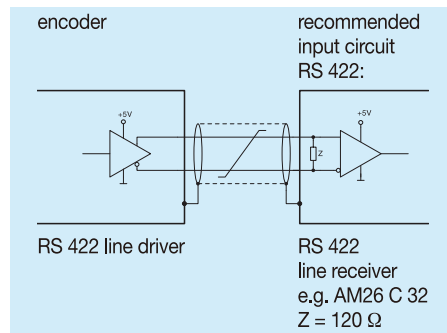 encoder
recommended
input circuit
RS 422:
+5V
+5V
Z
RS 422 line driver
RS 422
line receiver
e.g. AM26 C 32
Z = 120 Ω